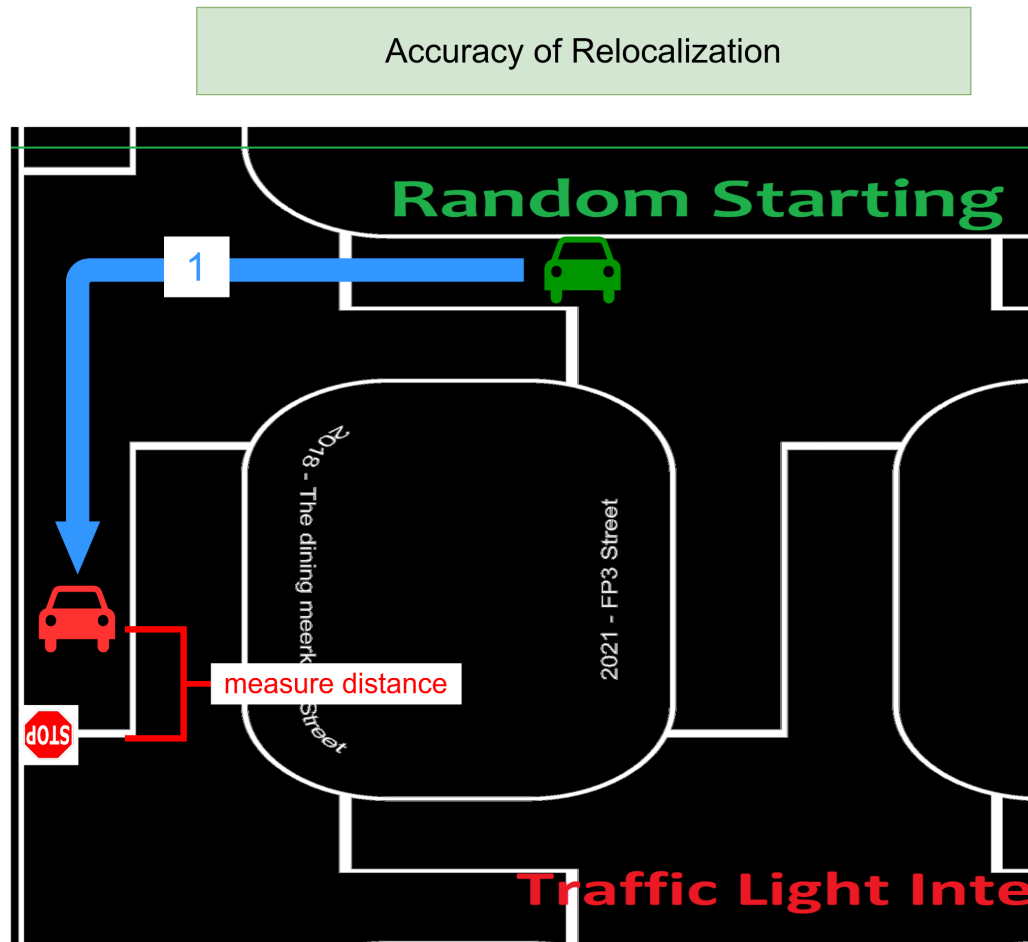 Accuracy of Relocalization
Random Starting
1
2018 - The dining Street
2021 - FP3 Street
measure distance
STOP
Traffic Light Inte